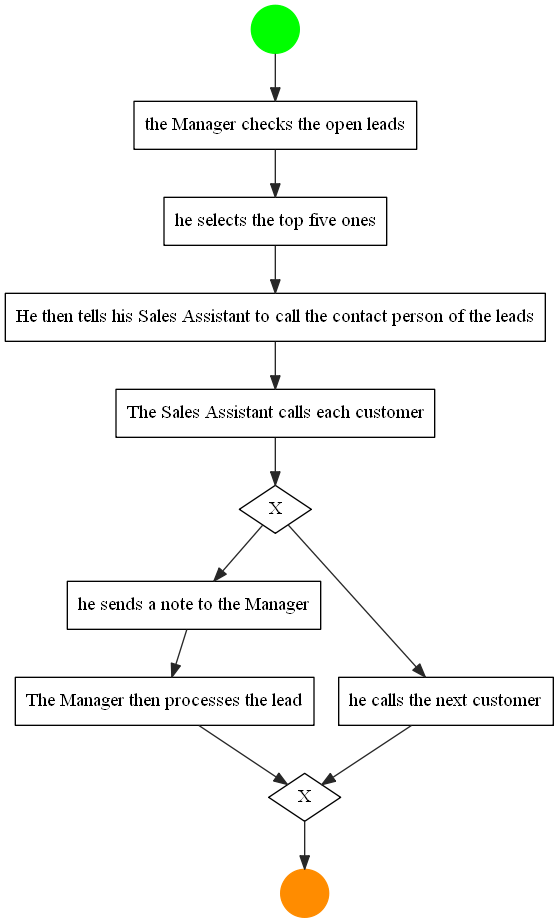 the Manager checks the open leads
he selects the top five ones
He then tells his Sales Assistant to call the contact person of the leads
The Sales Assistant calls each customer
X
he sends a note to the Manager
The Manager then processes the lead
he calls the next customer
X